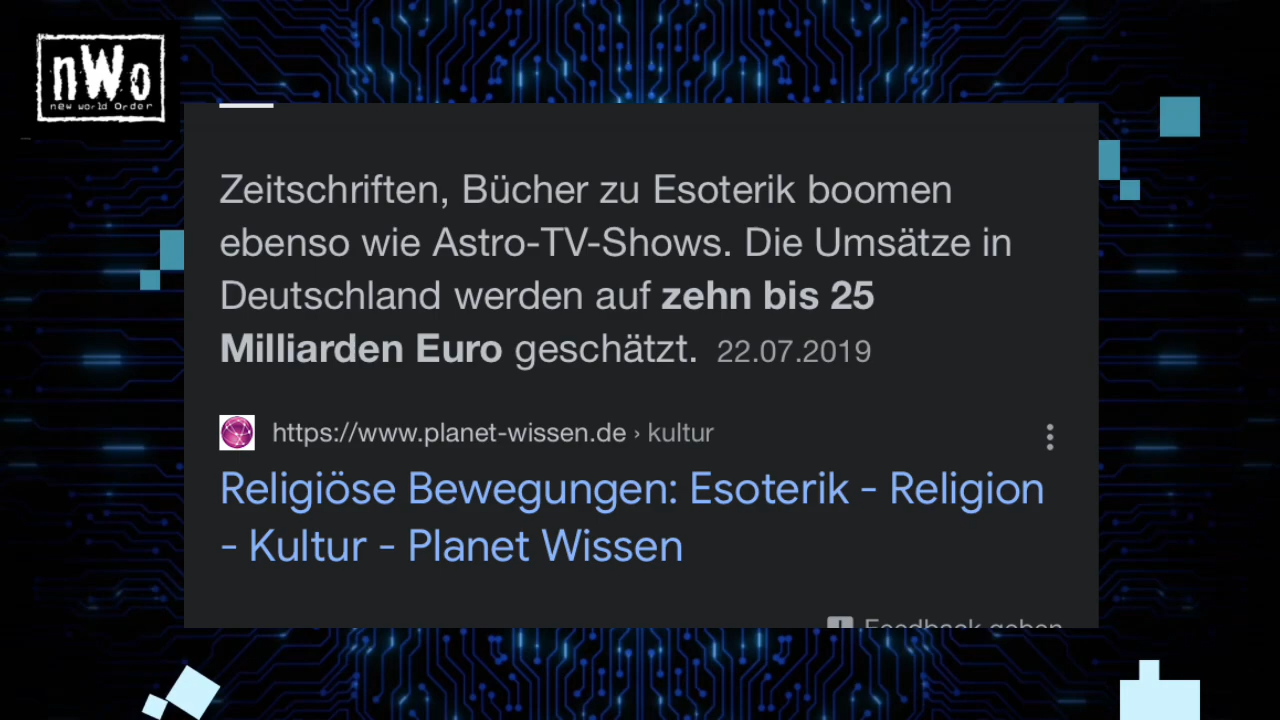 nWo
new world Order
Zeitschriften, Bücher zu Esoterik boomen
ebenso wie Astro-TV-Shows. Die Umsätze in
Deutschland werden auf zehn bis 25
Milliarden Euro geschätzt. 22.07.2019
https://www.planet-wissen.de › kultur
Religiöse Bewegungen: Esoterik - Religion
- Kultur - Planet Wissen
Feedback geben